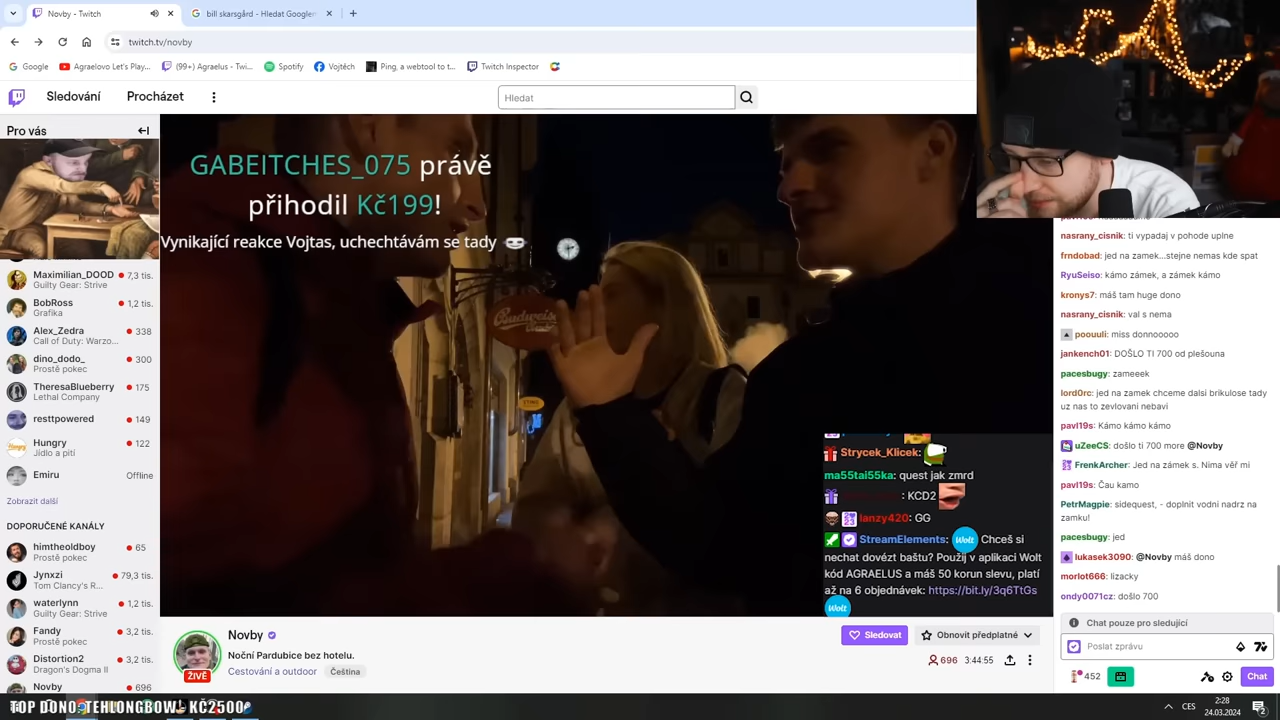 Novby - Twitch
bill skarsgård - Hledat Google
twitch.tv/novby
Google
Agraelovo Let's Play...
(99+) Agraelus - Twi...
Spotify
Vojtěch
Ping, a webtool to t...
Twitch Inspector
Sledování
Procházet
Hledat
Pro vás
Maximilian_DOOD
7,3 tis.
Guilty Gear: Strive
BobRoss
1,2 tis.
Grafika
Alex_Zedra
338
Call of Duty: Warzo...
dino_dodo_
300
Prostě pokec
TheresaBlueberry
175
Lethal Company
resttpowered
149
Hungry
122
Jídlo a pití
Emiru
Offline
Zobrazit další
DOPORUČENÉ KANÁLY
himtheoldboy
65
Prostě pokec
Jynxzi
79,3 tis.
Tom Clancy's R...
waterlynn
1,2 tis.
Guilty Gear: Strive
Fandy
3,2 tis.
Prostě pokec
Distortion2
3,2 tis.
Dragon's Dogma II
Novby
696
GABEITCHES_075 právě
přihodil Kč199!
Vynikající reakce Vojtas, uchechtávám se tady
Budweis
Strycek_Klicek:
ma55tai55ka: quest jak zmrd
: KCD2
lanzy420: GG
StreamElements: Wolt Chceš si
nechat dovézt baštu? Použij v aplikaci Wolt
kód AGRAELUS a máš 50 korun slevu, platí
až na 6 objednávek: https://bit.ly/3q6TtGs
Wolt
nasrany_cisnik: ti vypadaj v pohode uplne
frndobad: jed na zamek...stejne nemas kde spat
RyuSeiso: kámo zámek, a zámek kámo
kronys7: máš tam huge dono
nasrany_cisnik: val s nema
poouuli: miss donnooooo
jankench01: DOŠLO TI 700 od plešouna
pacesbugy: zameeek
lord0rc: jed na zamek chceme dalsi brikulose tady
uz nas to zevlovani nebavi
pavl19s: Kámo kámo kámo
uZeeCS: došlo ti 700 more @Novby
FrenkArcher: Jed na zámek s. Nima věř mi
pavl19s: Čau kamo
PetrMagpie: sidequest, - doplnit vodni nadrz na
zamku!
pacesbugy: jed
lukasek3090: @Novby máš dono
morlot666: lizacky
ondy0071cz: došlo 700
Chat pouze pro sledující
Poslat zprávu
452
Chat
Novby
Noční Pardubice bez hotelu.
Cestování a outdoor
Čeština
ŽIVĚ
Sledovat
Obnovit předplatné
696
3:44:55
TOP DONO: TEHLONGBOW - KČ2500
CES
2:28
24.03.2024
2